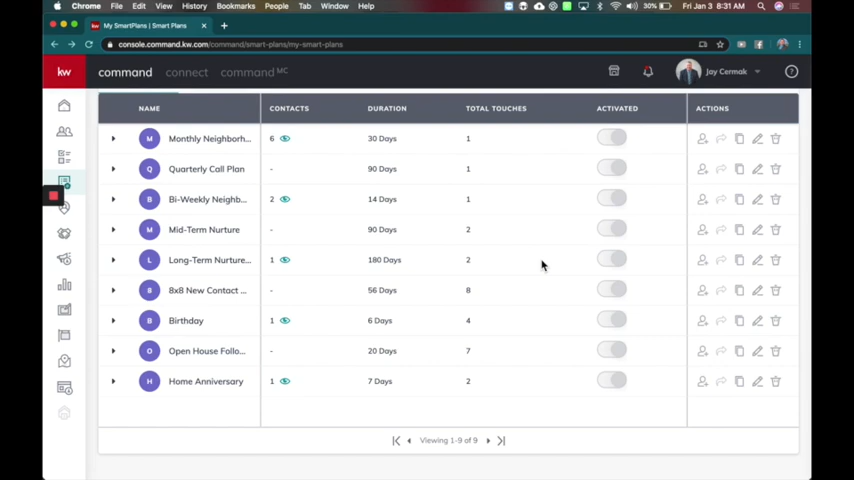 Chrome File Edit View History Bookmarks People Tab Window Help 30% Fri Jan 3 8:31 AM
My SmartPlans | Smart Plans
console.command.kw.com/command/smart-plans/my-smart-plans
kw command connect command MC Jay Cermak
NAME CONTACTS DURATION TOTAL TOUCHES ACTIVATED ACTIONS
M Monthly Neighborh... 6 30 Days 1
Q Quarterly Call Plan - 90 Days 1
B Bi-Weekly Neighb... 2 14 Days 1
M Mid-Term Nurture - 90 Days 2
L Long-Term Nurture... 1 180 Days 2
8 8x8 New Contact ... - 56 Days 8
B Birthday 1 6 Days 4
O Open House Follo... - 20 Days 7
H Home Anniversary 1 7 Days 2
Viewing 1-9 of 9